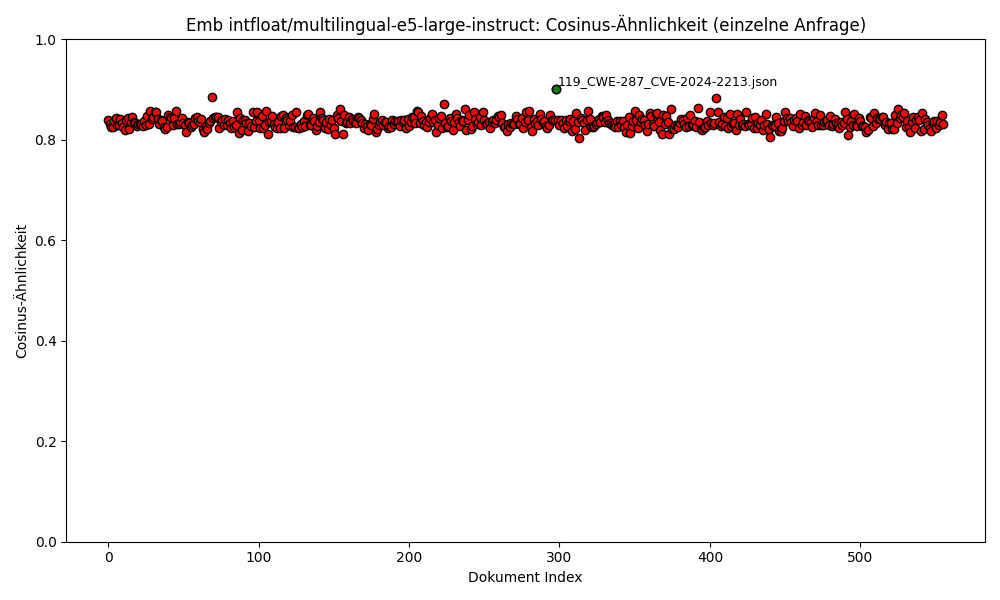 Emb intfloat/multilingual-e5-large-instruct: Cosinus-Ähnlichkeit (einzelne Anfrage)
1.0
119_CWE-287_CVE-2024-2213.json
0.8
0.6
Cosinus-Ähnlichkeit
0.4
0.2
0.0
0 100 200 300 400 500
Dokument Index